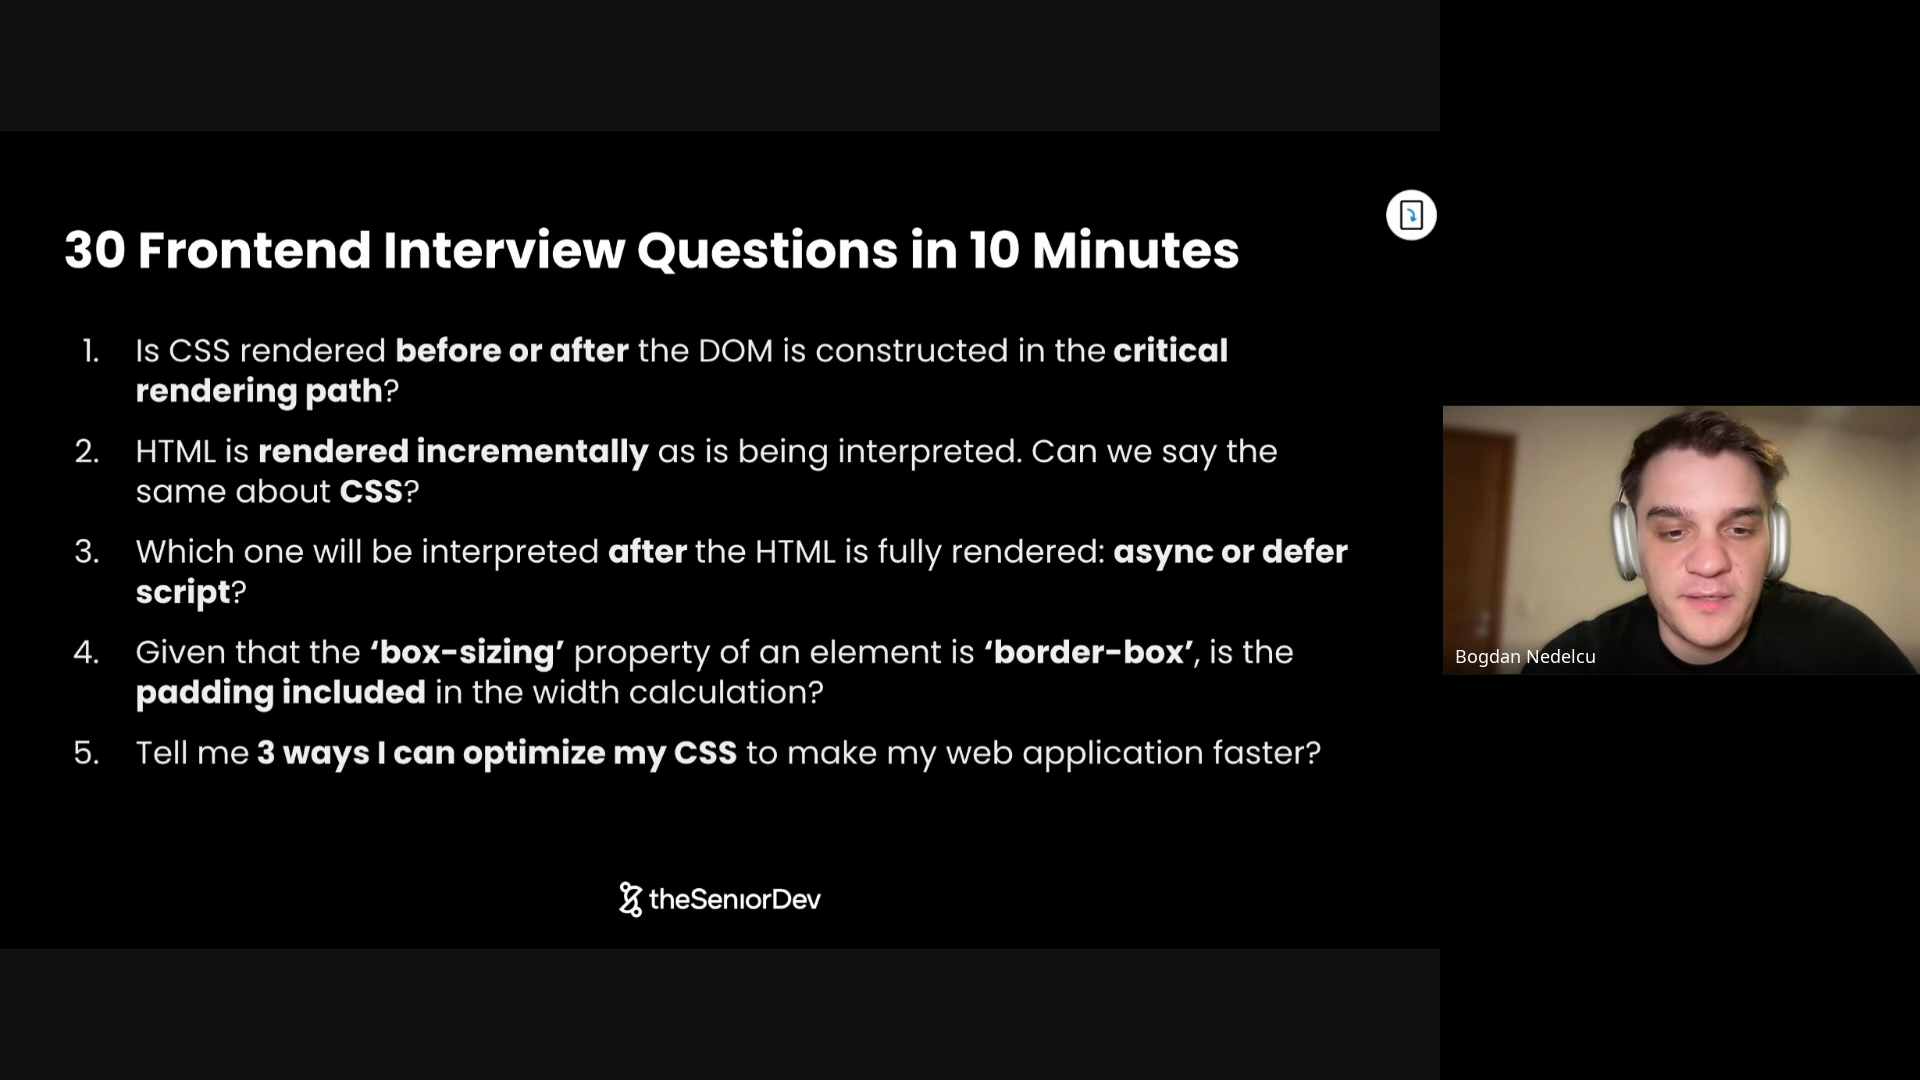 30 Frontend Interview Questions in 10 Minutes
1. Is CSS rendered before or after the DOM is constructed in the critical
rendering path?
2. HTML is rendered incrementally as is being interpreted. Can we say the
same about CSS?
3. Which one will be interpreted after the HTML is fully rendered: async or defer
script?
4. Given that the ‘box-sizing’ property of an element is ‘border-box’, is the
padding included in the width calculation?
5. Tell me 3 ways I can optimize my CSS to make my web application faster?
theSeniorDev
Bogdan Nedelcu